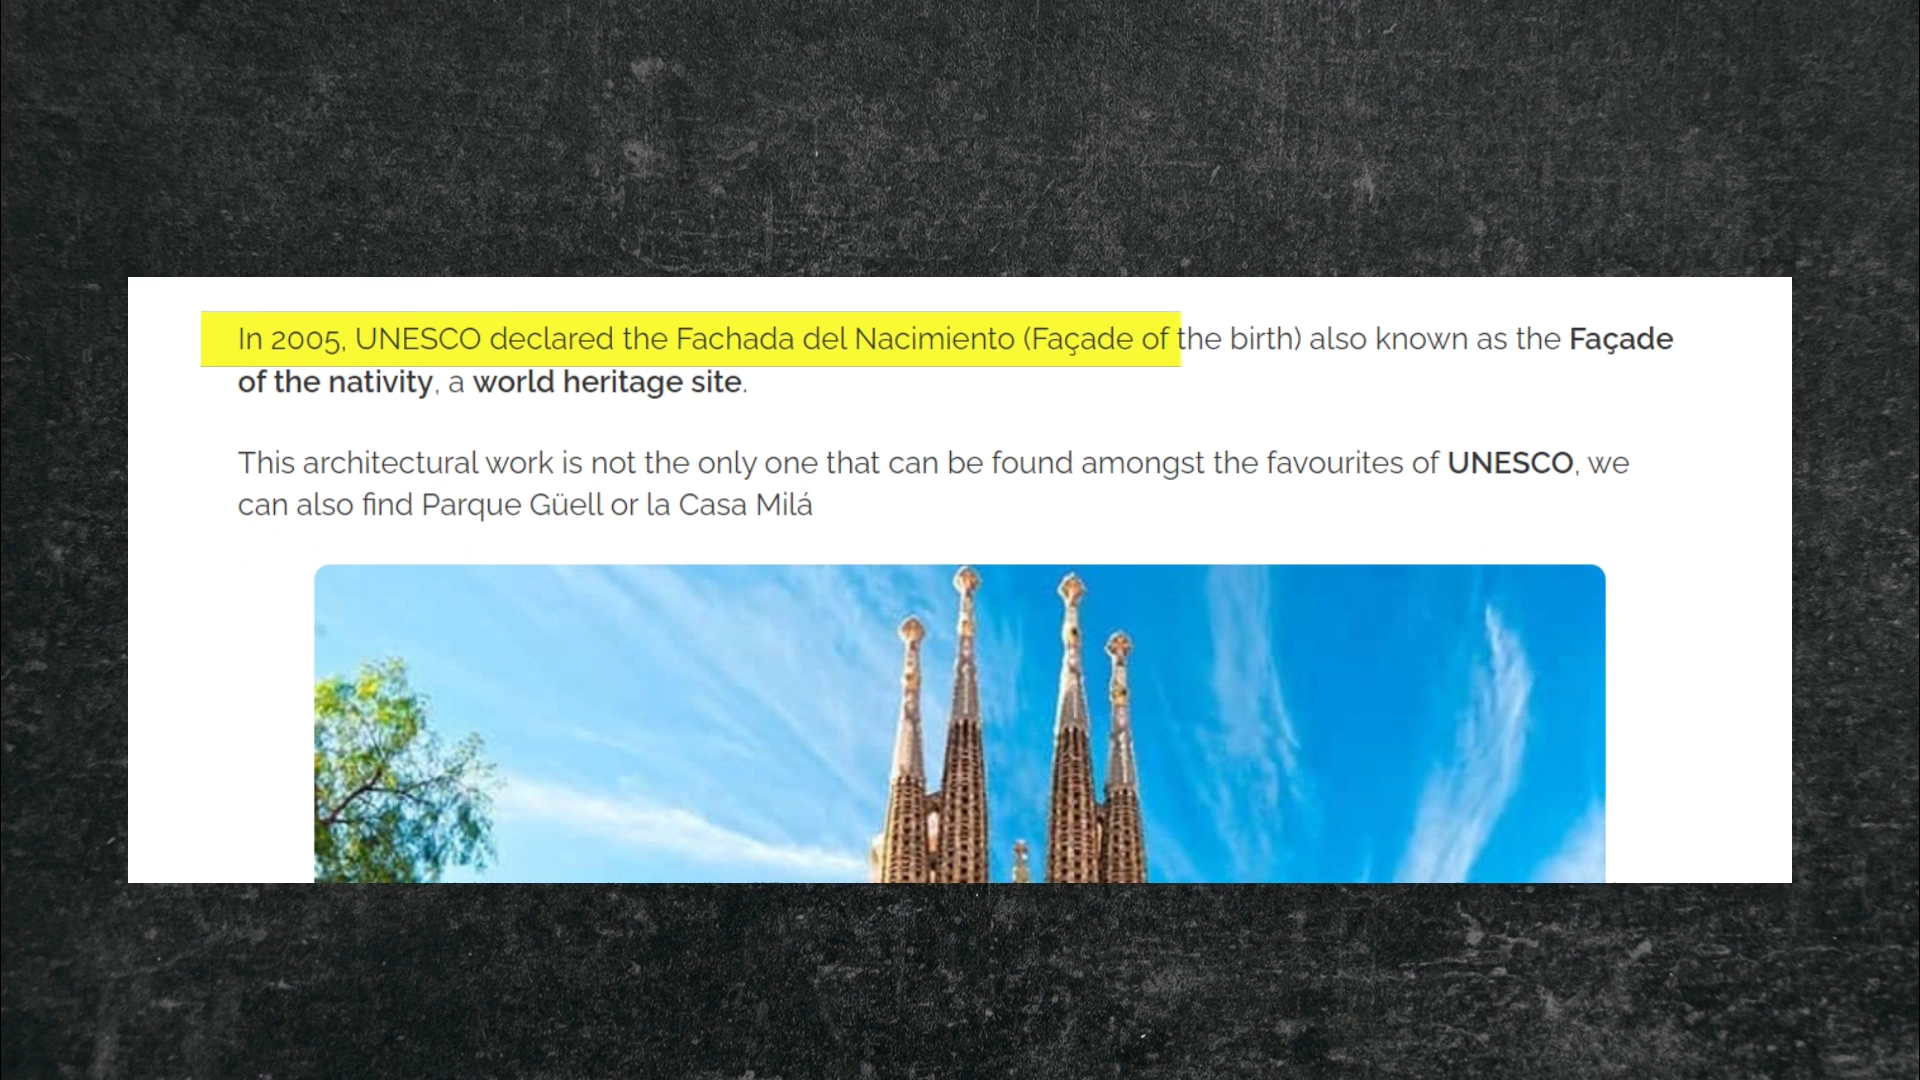 In 2005, UNESCO declared the Fachada del Nacimiento (Façade of the birth) also known as the Façade
of the nativity, a world heritage site.
This architectural work is not the only one that can be found amongst the favourites of UNESCO, we
can also find Parque Güell or la Casa Milá